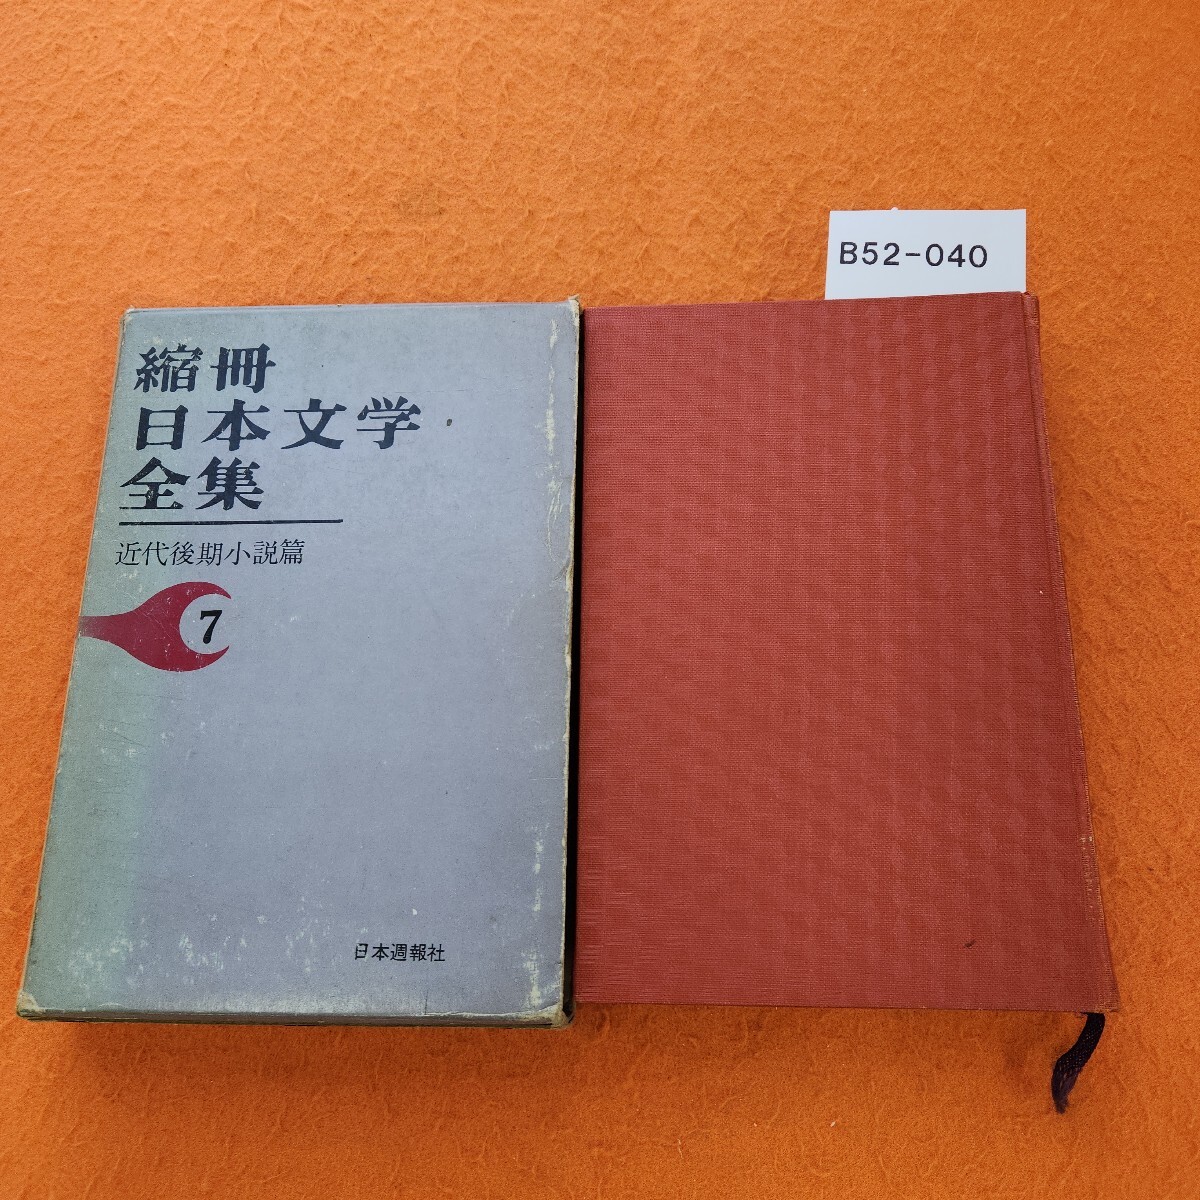 縮冊
日本文学
全集
近代後期小説篇
7
日本週報社
B52-040